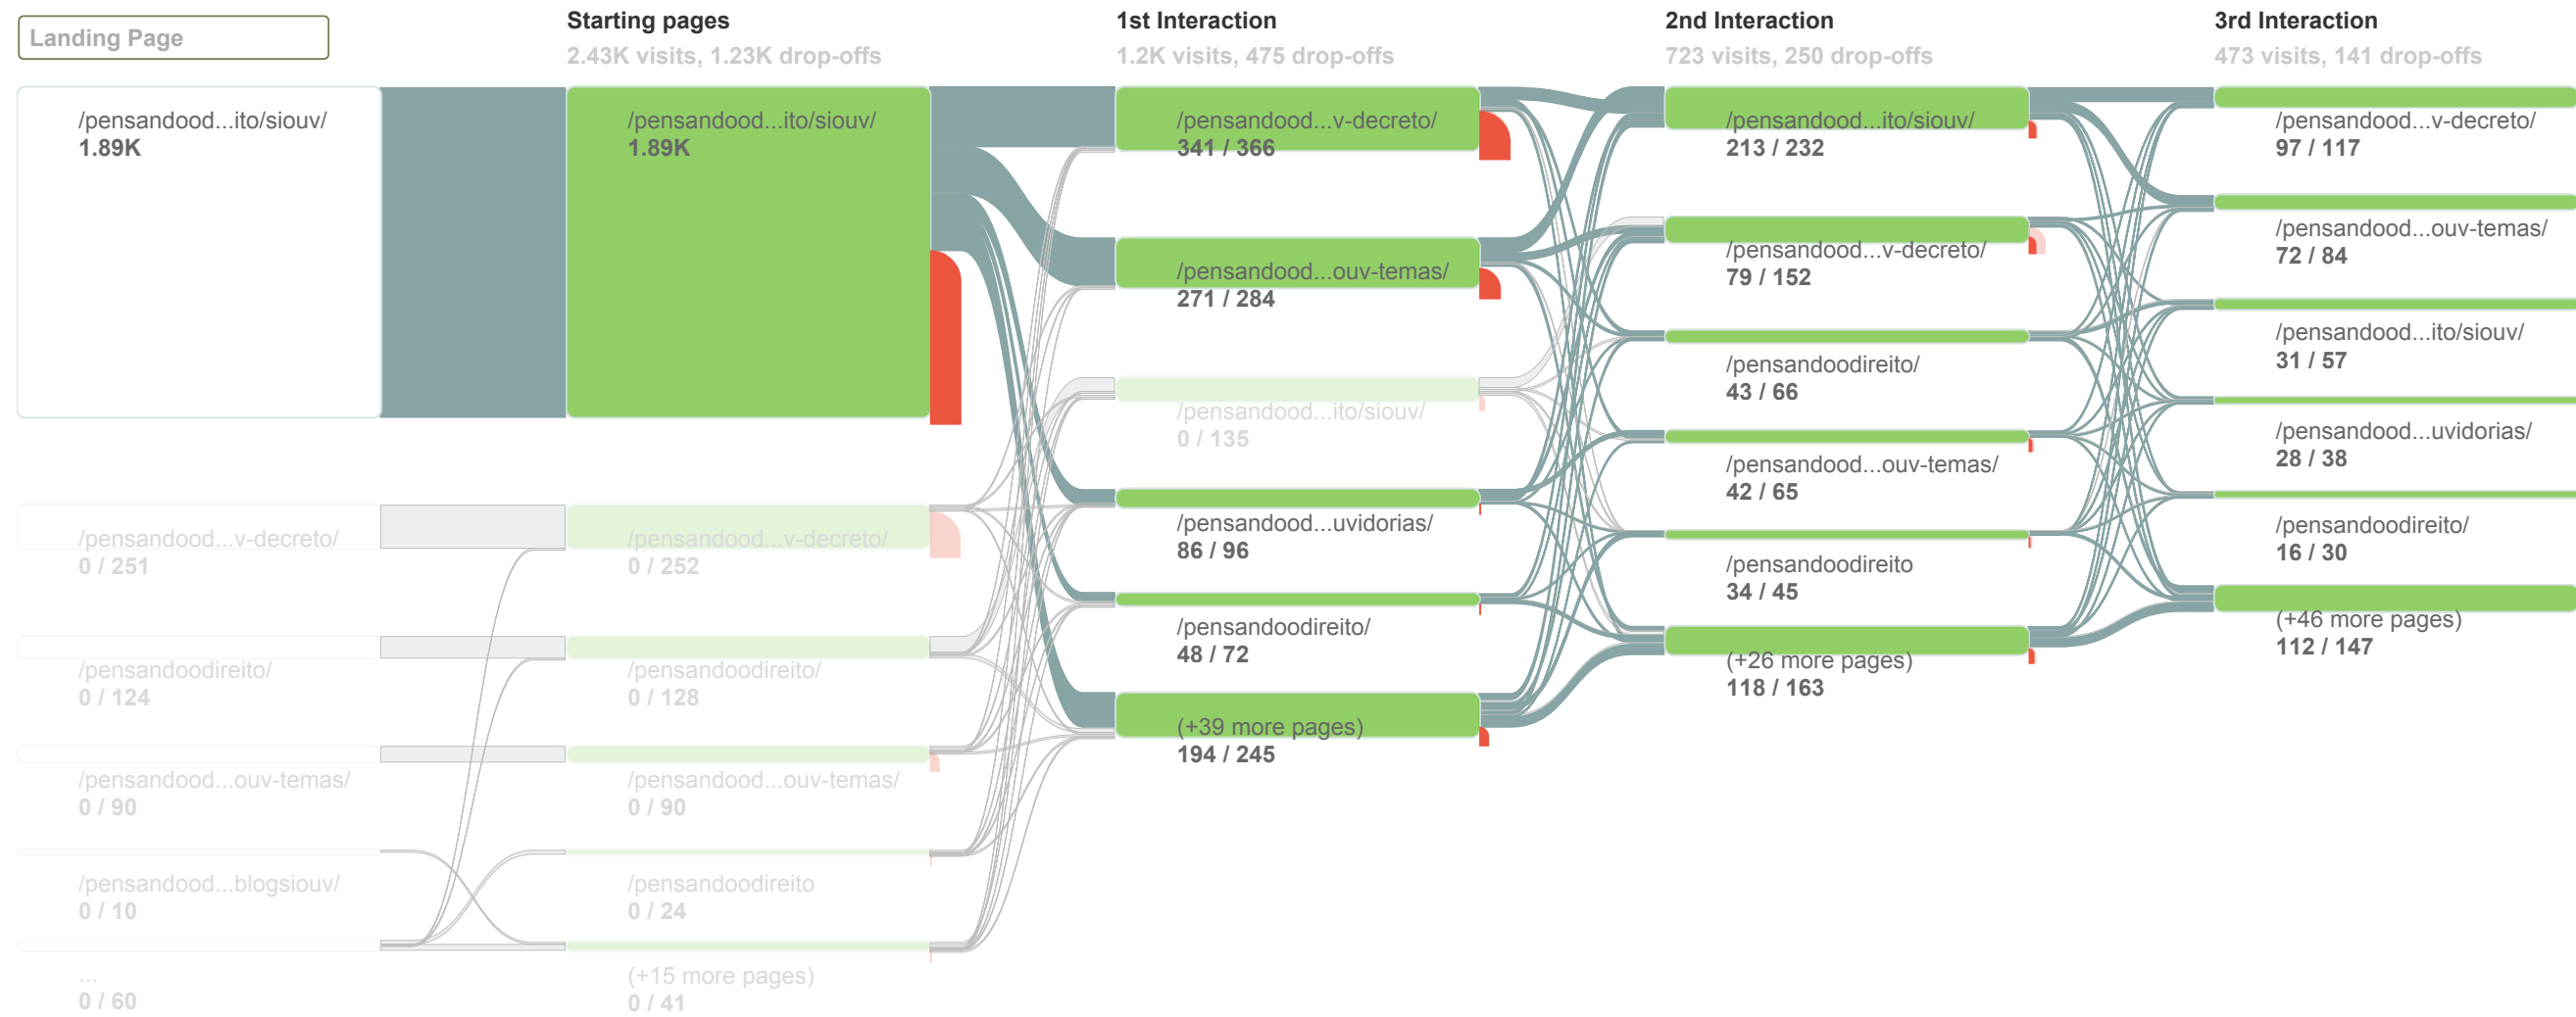 Landing Page
/pensandood...ito/siouv/
1.89K
/pensandood...v-decreto/
0 / 251
/pensandoodireito/
0 / 124
/pensandood...ouv-temas/
0 / 90
/pensandood...blogsiouv/
0 / 10
...
0 / 60
Starting pages
2.43K visits, 1.23K drop-offs
/pensandood...ito/siouv/
1.89K
/pensandood...v-decreto/
0 / 252
/pensandoodireito/
0 / 128
/pensandood...ouv-temas/
0 / 90
/pensandoodireito
0 / 24
(+15 more pages)
0 / 41
1st Interaction
1.2K visits, 475 drop-offs
/pensandood...v-decreto/
341 / 366
/pensandood...ouv-temas/
271 / 284
/pensandood...ito/siouv/
0 / 135
/pensandood...uvidorias/
86 / 96
/pensandoodireito/
48 / 72
(+39 more pages)
194 / 245
2nd Interaction
723 visits, 250 drop-offs
/pensandood...ito/siouv/
213 / 232
/pensandood...v-decreto/
79 / 152
/pensandoodireito/
43 / 66
/pensandood...ouv-temas/
42 / 65
/pensandoodireito
34 / 45
(+26 more pages)
118 / 163
3rd Interaction
473 visits, 141 drop-offs
/pensandood...v-decreto/
97 / 117
/pensandood...ouv-temas/
72 / 84
/pensandood...ito/siouv/
31 / 57
/pensandood...uvidorias/
28 / 38
/pensandoodireito/
16 / 30
(+46 more pages)
112 / 147